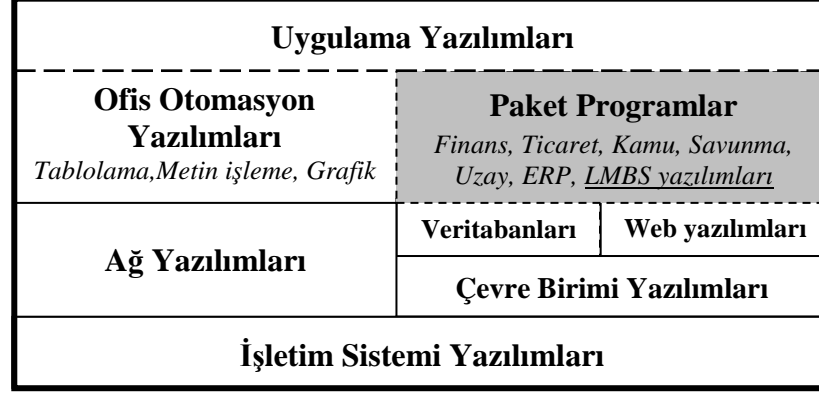 Uygulama Yazılımları
Ofis Otomasyon
Yazılımları
Tablolama,Metin işleme, Grafik
Paket Programlar
Finans, Ticaret, Kamu, Savunma,
Uzay, ERP, LMBS yazılımları
Ağ Yazılımları
Veritabanları
Web yazılımları
Çevre Birimi Yazılımları
İşletim Sistemi Yazılımları